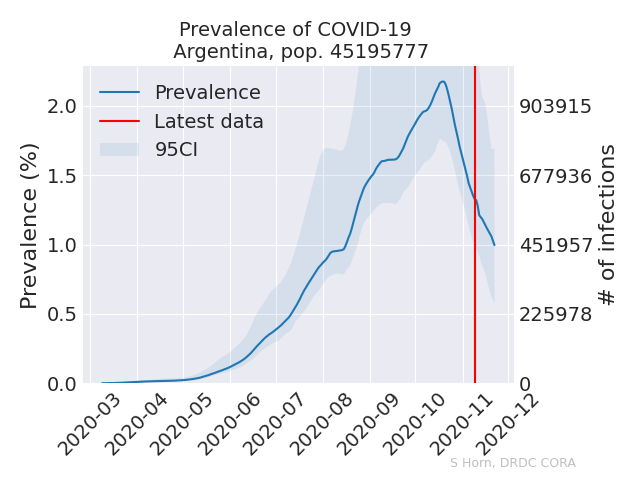 Prevalence of COVID-19
Argentina, pop. 45195777
Prevalence
Latest data
95CI
Prevalence (%)
2.0
1.5
1.0
0.5
0.0
903915
677936
451957
225978
0
# of infections
2020-03
2020-04
2020-05
2020-06
2020-07
2020-08
2020-09
2020-10
2020-11
2020-12
S Horn, DRDC CORA